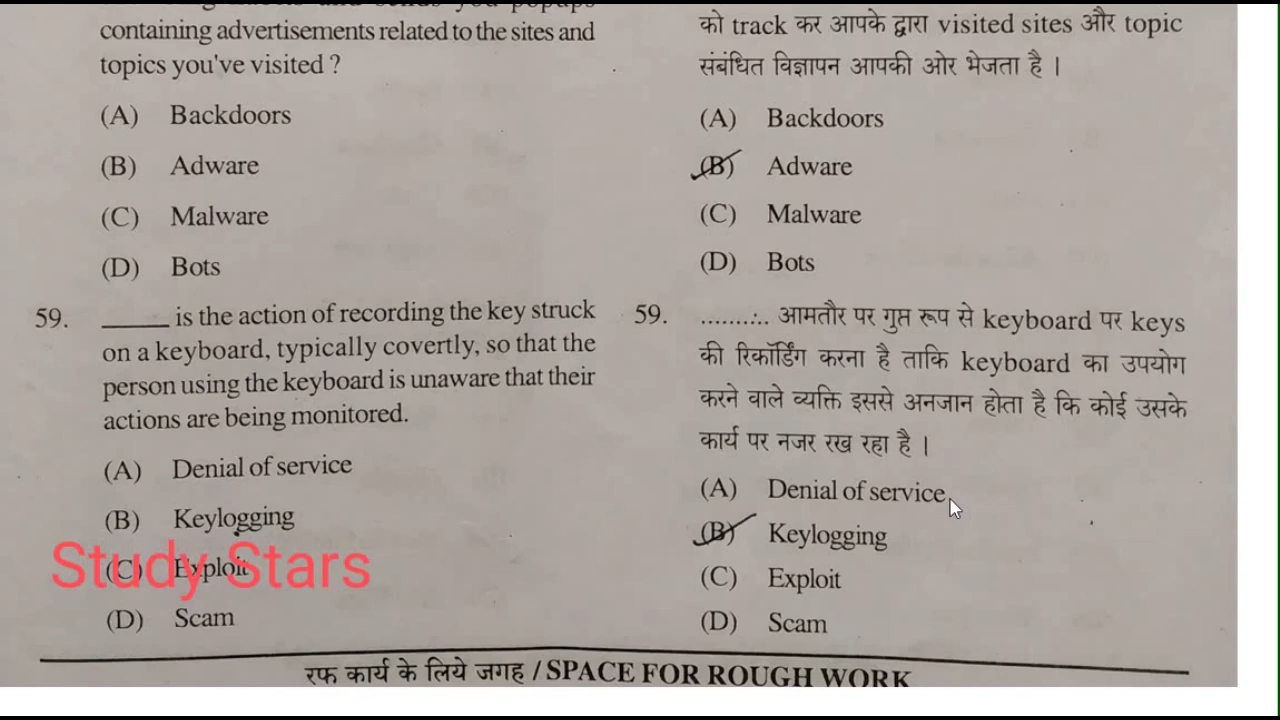 containing advertisements related to the sites and
topics you've visited ?
(A) Backdoors
(B) Adware
(C) Malware
(D) Bots
59. _____ is the action of recording the key struck
on a keyboard, typically covertly, so that the
person using the keyboard is unaware that their
actions are being monitored.
(A) Denial of service
(B) Keylogging
(C) Exploit
(D) Scam
Study Stars
को track कर आपके द्वारा visited sites और topic
संबंधित विज्ञापन आपकी ओर भेजता है ।
(A) Backdoors
(B) Adware
(C) Malware
(D) Bots
59. ........:.. आमतौर पर गुप्त रूप से keyboard पर keys
की रिकॉर्डिंग करना है ताकि keyboard का उपयोग
करने वाले व्यक्ति इससे अनजान होता है कि कोई उसके
कार्य पर नजर रख रहा है ।
(A) Denial of service
(B) Keylogging
(C) Exploit
(D) Scam
रफ कार्य के लिये जगह / SPACE FOR ROUGH WORK